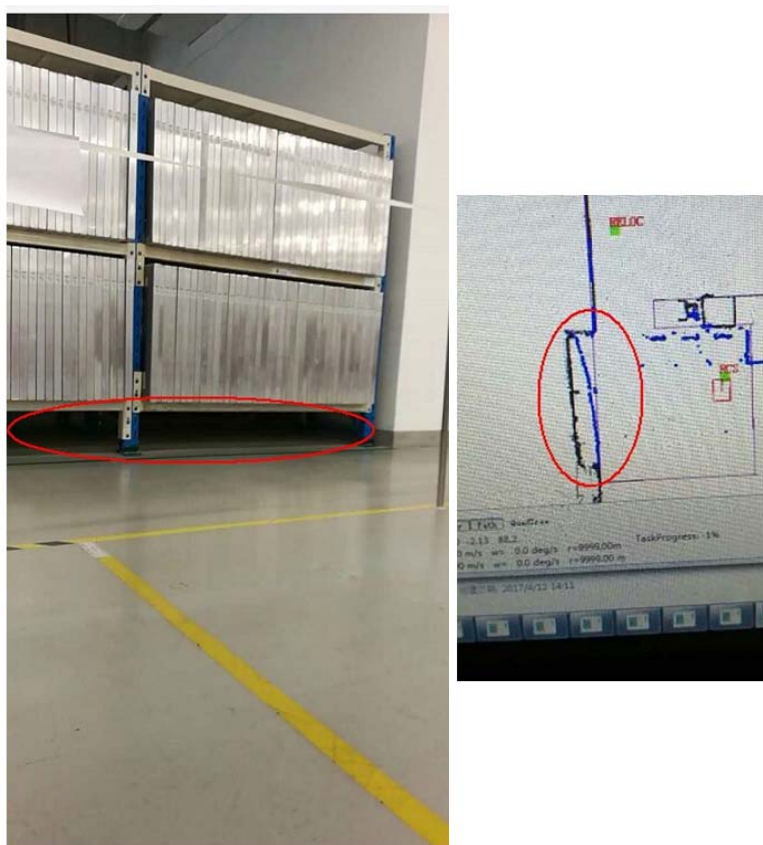 RELOC
RCS
Path
-2.13 88.2
TaskProgress: -1%
0 m/s w= 0.0 deg/s r=9999.00m
00 m/s w= 0.0 deg/s r=9999.00 m
2017/4/12 14:11